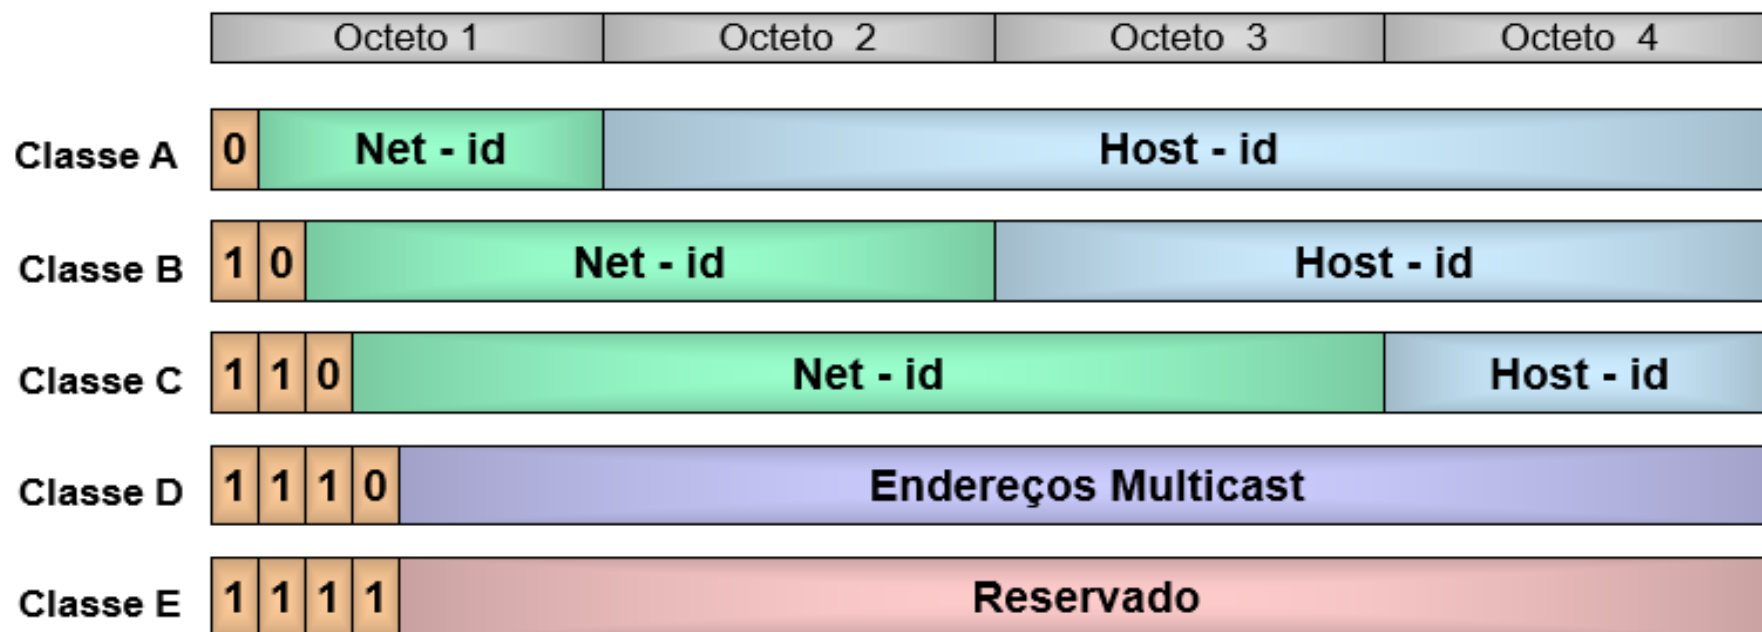 Octeto 1 Octeto 2 Octeto 3 Octeto 4
Classe A 0 Net - id Host - id
Classe B 1 0 Net - id Host - id
Classe C 1 1 0 Net - id Host - id
Classe D 1 1 1 0 Endereços Multicast
Classe E 1 1 1 1 Reservado